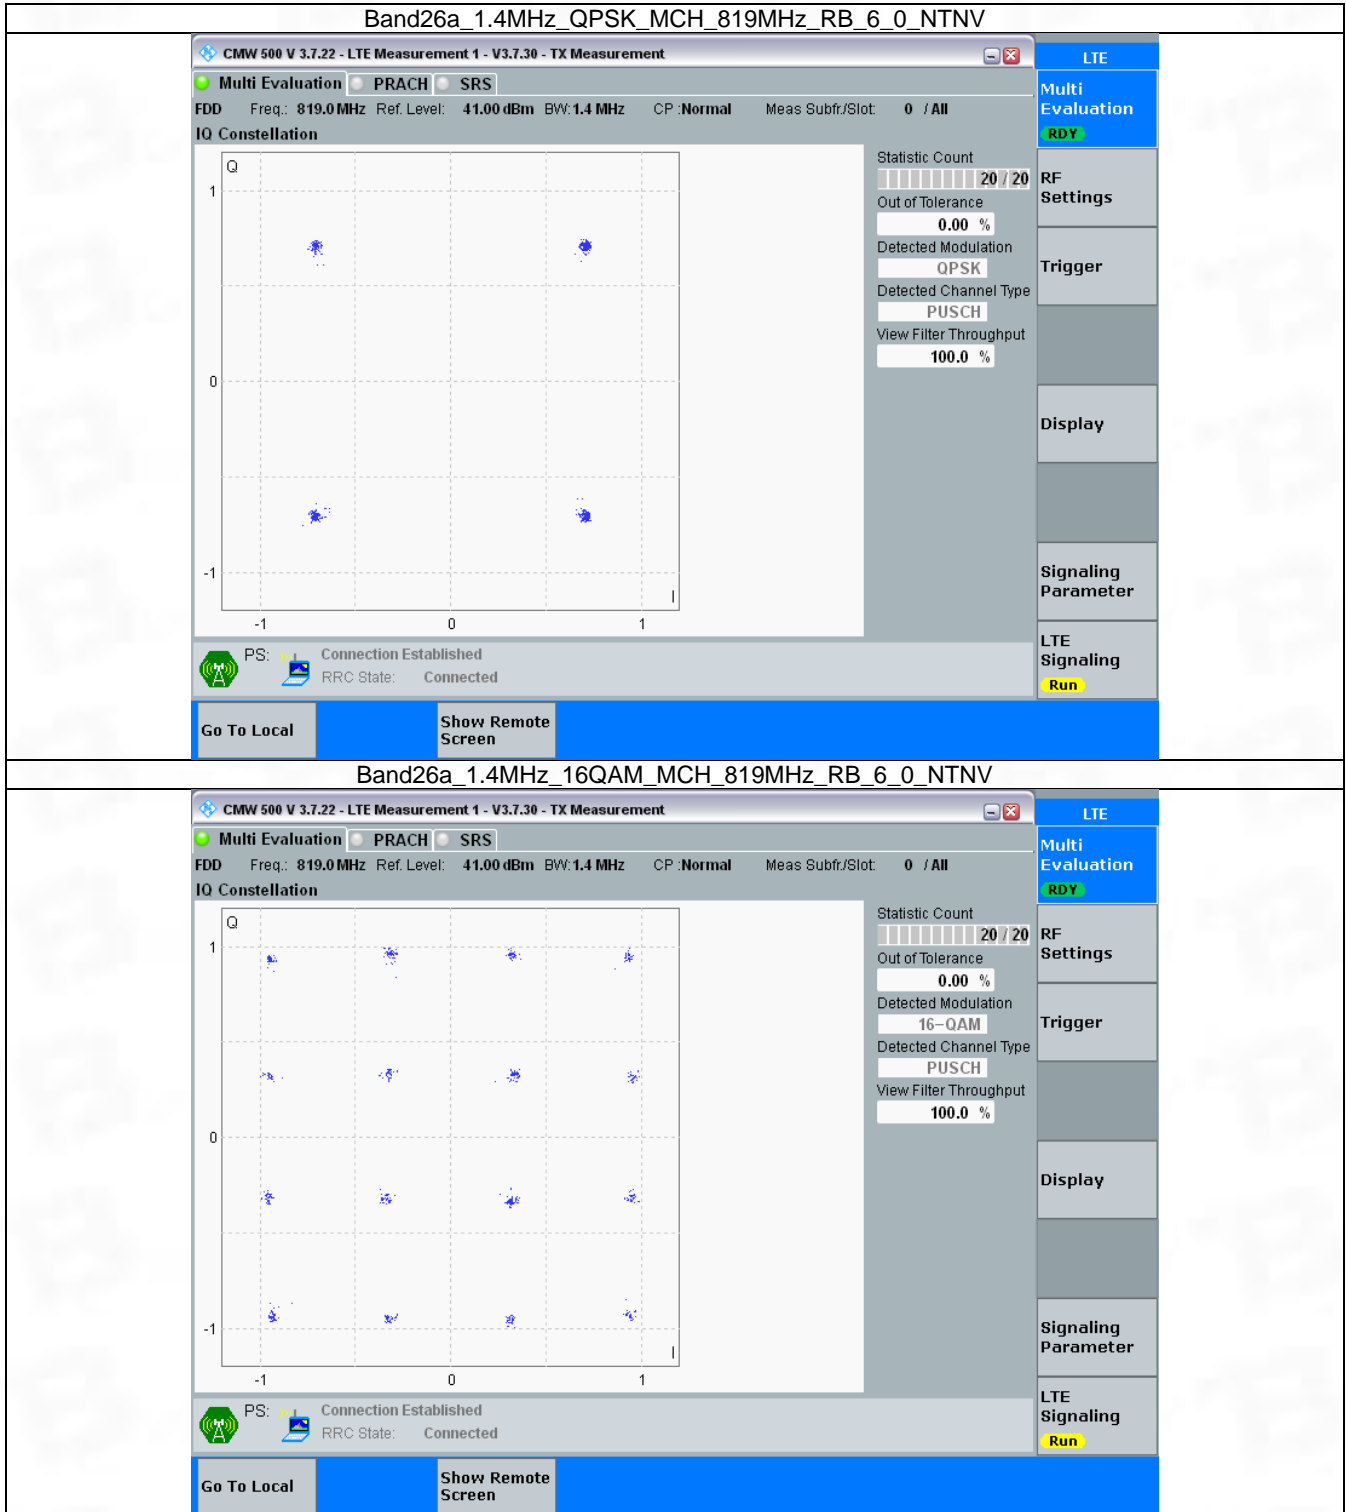 Band26a_1.4MHz_QPSK_MCH_819MHz_RB_6_0_NTNV
CMW 500 V 3.7.22 - LTE Measurement 1 - V3.7.30 - TX Measurement
LTE
Multi Evaluation PRACH SRS
Multi
Evaluation
RDY
FDD Freq.: 819.0 MHz Ref. Level: 41.00 dBm BW: 1.4 MHz CP :Normal Meas Subfr./Slot: 0 / All
IQ Constellation
Q
1
0
-1
I
-1 0 1
Statistic Count
20 / 20
Out of Tolerance
0.00 %
Detected Modulation
QPSK
Detected Channel Type
PUSCH
View Filter Throughput
100.0 %
RF
Settings
Trigger
Display
Signaling
Parameter
LTE
Signaling
Run
PS: Connection Established
RRC State: Connected
Go To Local
Show Remote
Screen
Band26a_1.4MHz_16QAM_MCH_819MHz_RB_6_0_NTNV
CMW 500 V 3.7.22 - LTE Measurement 1 - V3.7.30 - TX Measurement
LTE
Multi Evaluation PRACH SRS
Multi
Evaluation
RDY
FDD Freq.: 819.0 MHz Ref. Level: 41.00 dBm BW: 1.4 MHz CP :Normal Meas Subfr./Slot: 0 / All
IQ Constellation
Q
1
0
-1
I
-1 0 1
Statistic Count
20 / 20
Out of Tolerance
0.00 %
Detected Modulation
16-QAM
Detected Channel Type
PUSCH
View Filter Throughput
100.0 %
RF
Settings
Trigger
Display
Signaling
Parameter
LTE
Signaling
Run
PS: Connection Established
RRC State: Connected
Go To Local
Show Remote
Screen